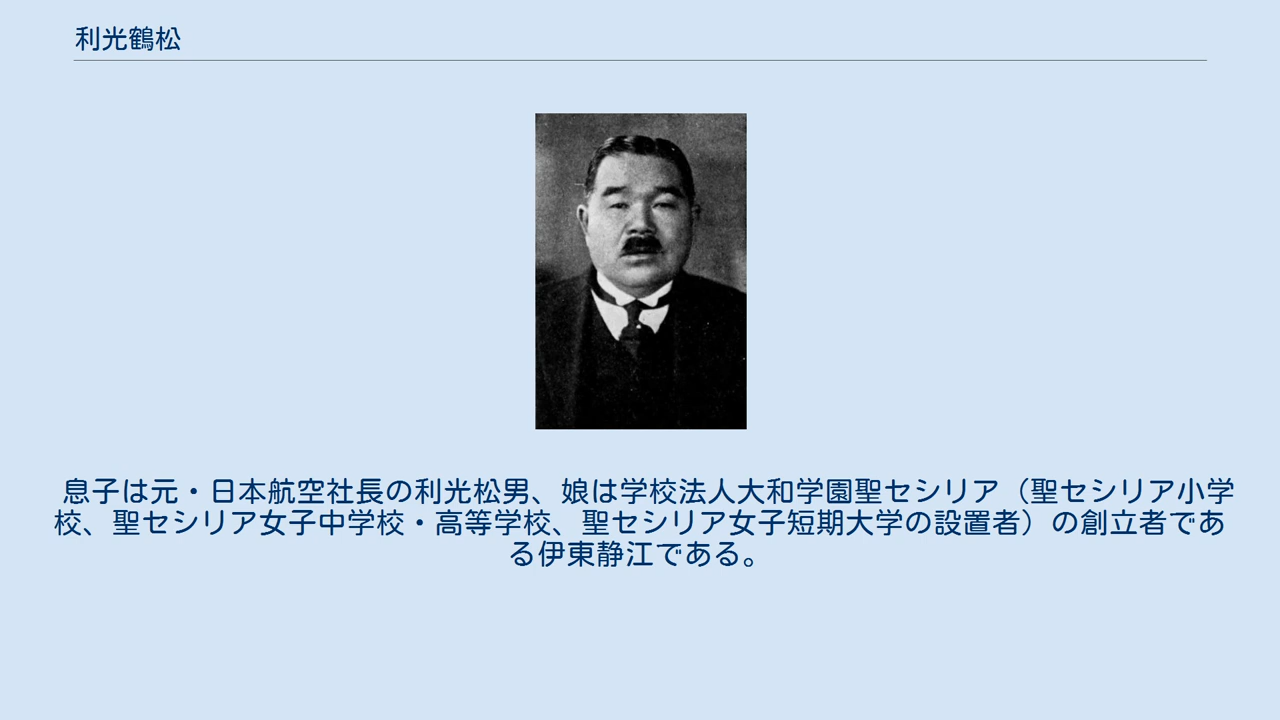 利光鶴松
息子は元・日本航空社長の利光松男、娘は学校法人大和学園聖セシリア（聖セシリア小学
校、聖セシリア女子中学校・高等学校、聖セシリア女子短期大学の設置者）の創立者であ
る伊東静江である。